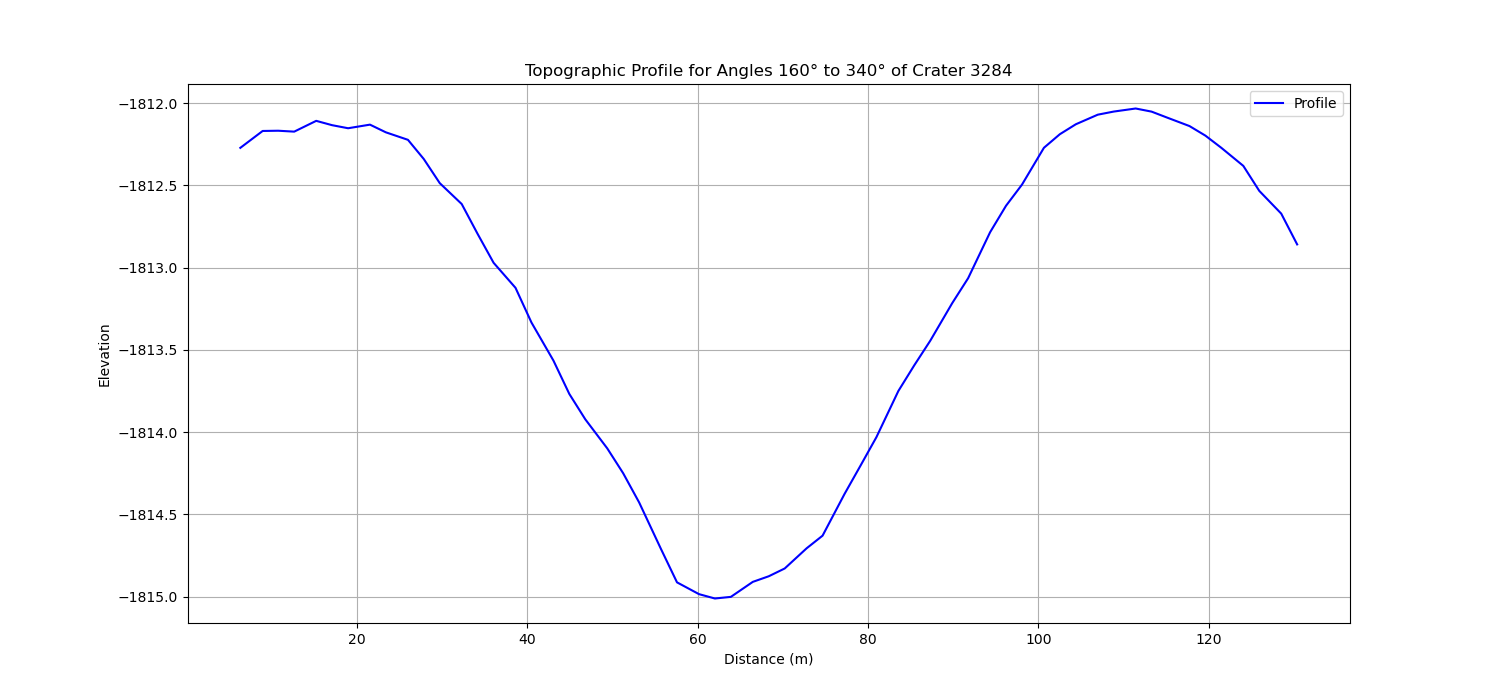 Topographic Profile for Angles 160° to 340° of Crater 3284
Profile
−1812.0
−1812.5
−1813.0
−1813.5
−1814.0
−1814.5
−1815.0
Elevation
20 40 60 80 100 120
Distance (m)